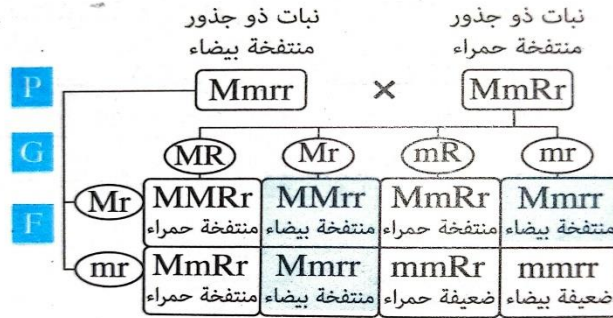 نبات ذو جذور
منتفخة حمراء
نبات ذو جذور
منتفخة بيضاء
P
MmRr
×
Mmrr
G
MR
Mr
mR
mr
F
Mr
MMRr
منتفخة حمراء
MMrr
منتفخة بيضاء
MmRr
منتفخة حمراء
Mmrr
منتفخة بيضاء
mr
MmRr
منتفخة حمراء
Mmrr
منتفخة بيضاء
mmRr
ضعيفة حمراء
mmrr
ضعيفة بيضاء